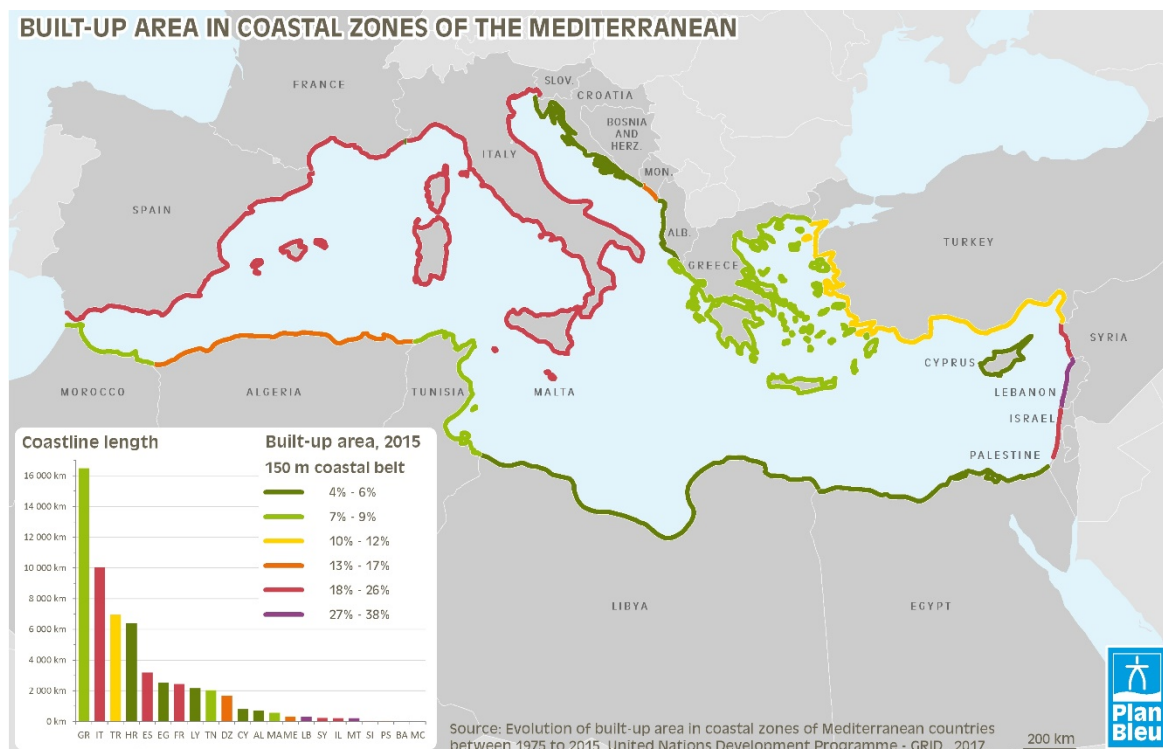 BUILT-UP AREA IN COASTAL ZONES OF THE MEDITERRANEAN
FRANCE
SLOV.
CROATIA
BOSNIA
AND
HERZ.
ITALY
MON.
SPAIN
ALB.
GREECE
TURKEY
SYRIA
CYPRUS
LEBANON
ISRAEL
PALESTINE
MOROCCO
ALGERIA
TUNISIA
MALTA
LIBYA
EGYPT
Coastline length
16 000 km
14 000 km
12 000 km
10 000 km
8 000 km
6 000 km
4 000 km
2 000 km
0 km
GR IT TR HR ES EG FR LY TN DZ CY AL MA ME LB SY IL MT SI PS BA MC
Built-up area, 2015
150 m coastal belt
4% - 6%
7% - 9%
10% - 12%
13% - 17%
18% - 26%
27% - 38%
Source: Evolution of built-up area in coastal zones of Mediterranean countries
between 1975 to 2015, United Nations Development Programme - GRID, 2017
200 km
Plan
Bleu